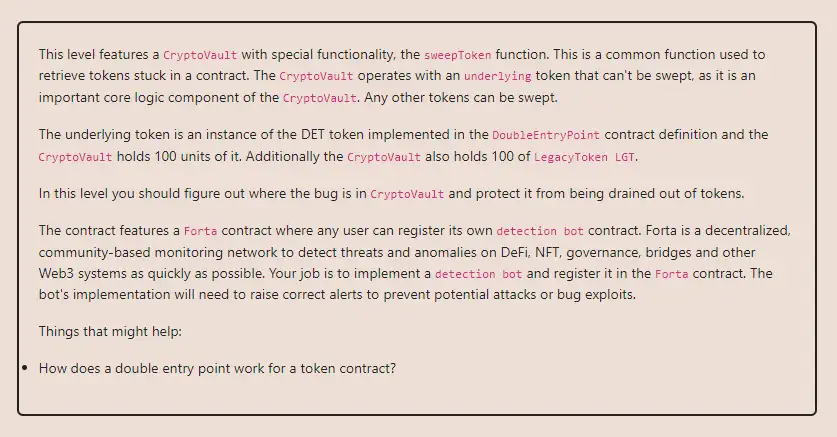 This level features a CryptoVault with special functionality, the sweepToken function. This is a common function used to
retrieve tokens stuck in a contract. The CryptoVault operates with an underlying token that can't be swept, as it is an
important core logic component of the CryptoVault. Any other tokens can be swept.
The underlying token is an instance of the DET token implemented in the DoubleEntryPoint contract definition and the
CryptoVault holds 100 units of it. Additionally the CryptoVault also holds 100 of LegacyToken LGT.
In this level you should figure out where the bug is in CryptoVault and protect it from being drained out of tokens.
The contract features a Forta contract where any user can register its own detection bot contract. Forta is a decentralized,
community-based monitoring network to detect threats and anomalies on DeFi, NFT, governance, bridges and other
Web3 systems as quickly as possible. Your job is to implement a detection bot and register it in the Forta contract. The
bot's implementation will need to raise correct alerts to prevent potential attacks or bug exploits.
Things that might help:
• How does a double entry point work for a token contract?